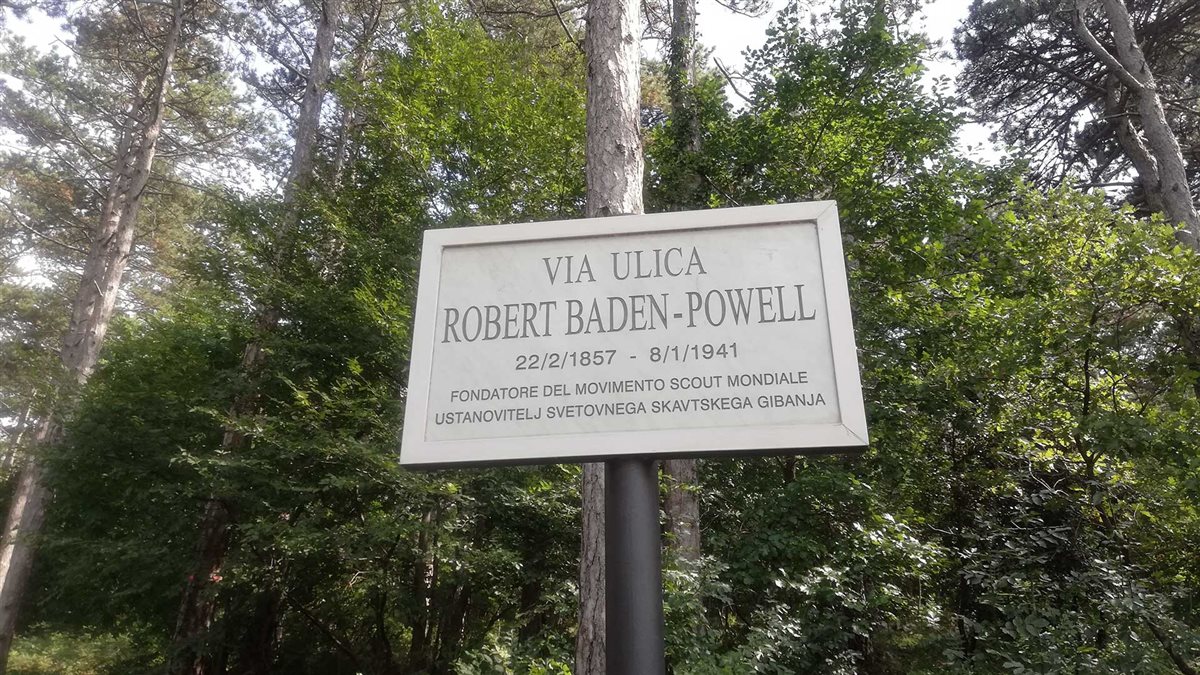 VIA ULICA
ROBERT BADEN-POWELL
22/2/1857 - 8/1/1941
FONDATORE DEL MOVIMENTO SCOUT MONDIALE
USTANOVITELJ SVETOVNEGA SKAVTSKEGA GIBANJA